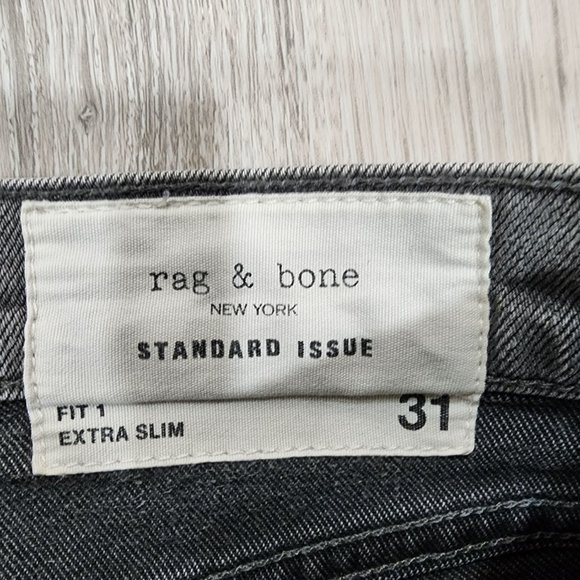 rag & bone
NEW YORK
STANDARD ISSUE
FIT 1
EXTRA SLIM
31